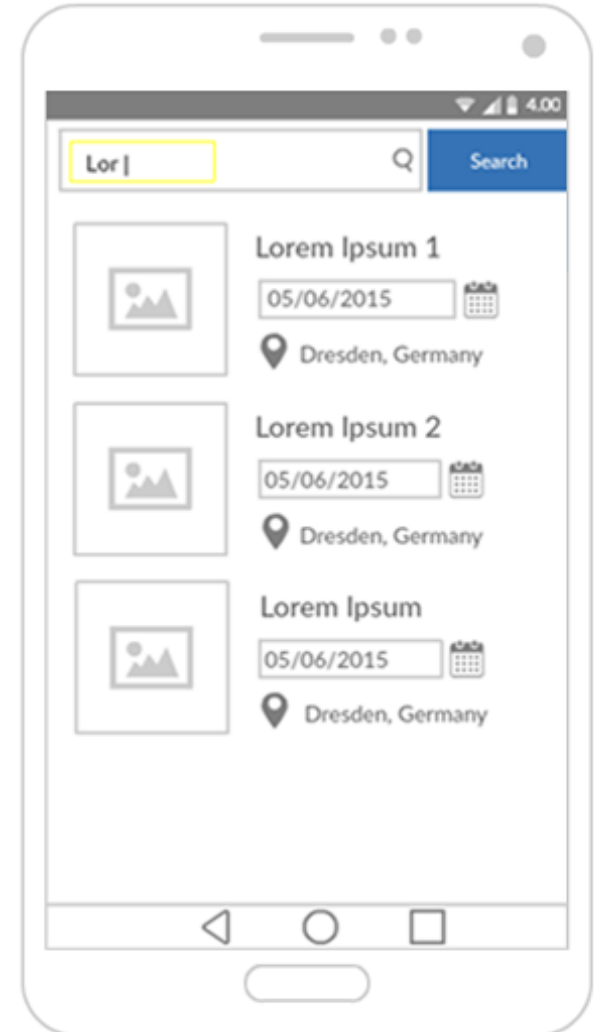 4.00
Lor
Search
Lorem Ipsum 1
05/06/2015
Dresden, Germany
Lorem Ipsum 2
05/06/2015
Dresden, Germany
Lorem Ipsum
05/06/2015
Dresden, Germany